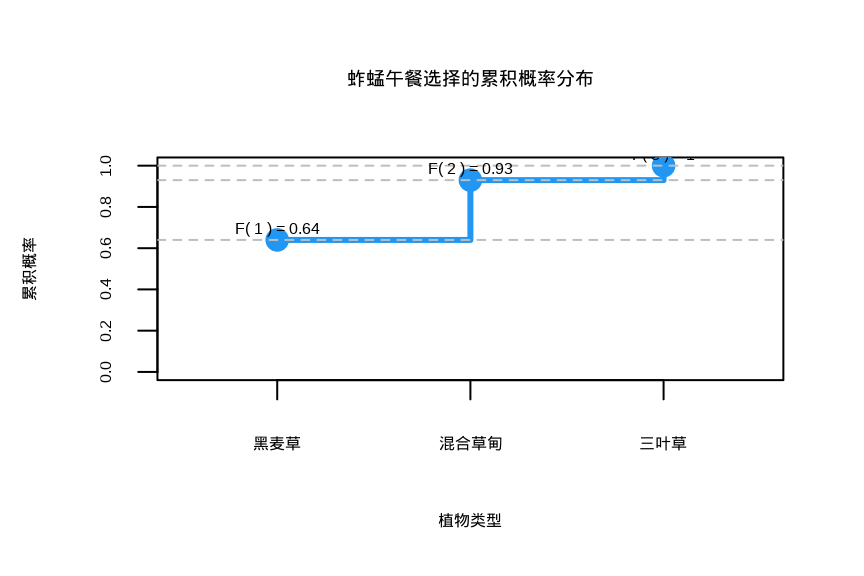 蚱蜢午餐选择的累积概率分布
F( 2 ) = 0.93
F( 1 ) = 0.64
累积概率
1.0
0.8
0.6
0.4
0.2
0.0
黑麦草
混合草甸
三叶草
植物类型